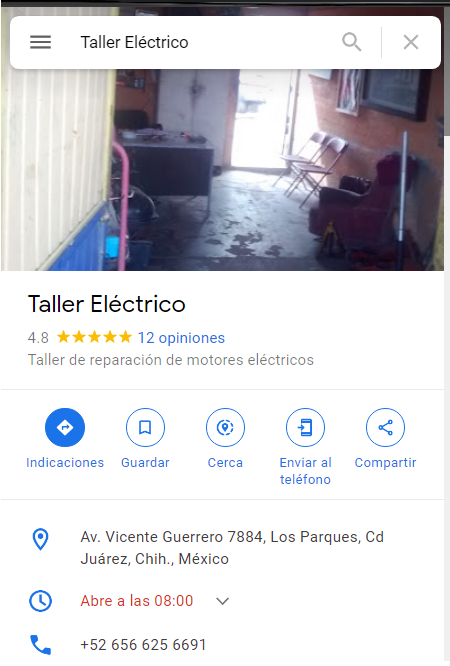 Taller Eléctrico
Taller Eléctrico
4.8 12 opiniones
Taller de reparación de motores eléctricos
Indicaciones Guardar Cerca Enviar al teléfono Compartir
Av. Vicente Guerrero 7884, Los Parques, Cd
Juárez, Chih., México
Abre a las 08:00
+52 656 625 6691